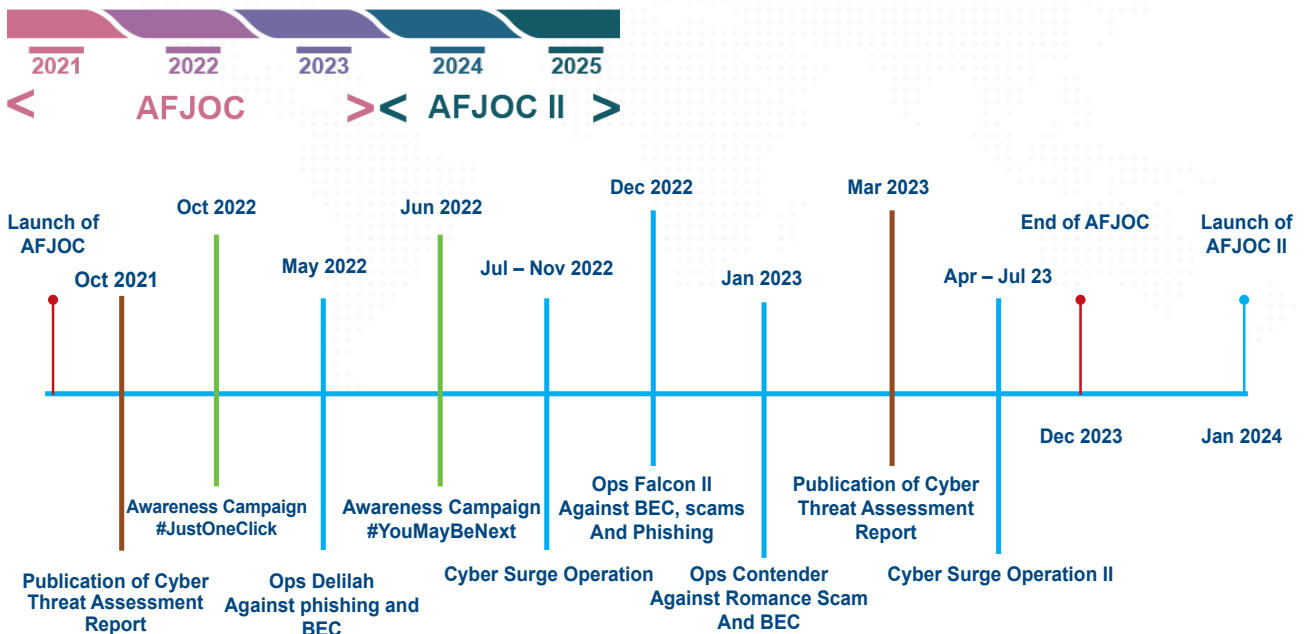 2021
2022
2023
2024
2025
< AFJOC > < AFJOC II >
Launch of
AFJOC
Oct 2021
Publication of Cyber
Threat Assessment
Report
Oct 2022
Awareness Campaign
#JustOneClick
May 2022
Ops Delilah
Against phishing and
BEC
Jun 2022
Awareness Campaign
#YouMayBeNext
Jul – Nov 2022
Cyber Surge Operation
Dec 2022
Ops Falcon II
Against BEC, scams
And Phishing
Jan 2023
Ops Contender
Against Romance Scam
And BEC
Mar 2023
Publication of Cyber
Threat Assessment
Report
Apr – Jul 23
Cyber Surge Operation II
End of AFJOC
Dec 2023
Launch of
AFJOC II
Jan 2024